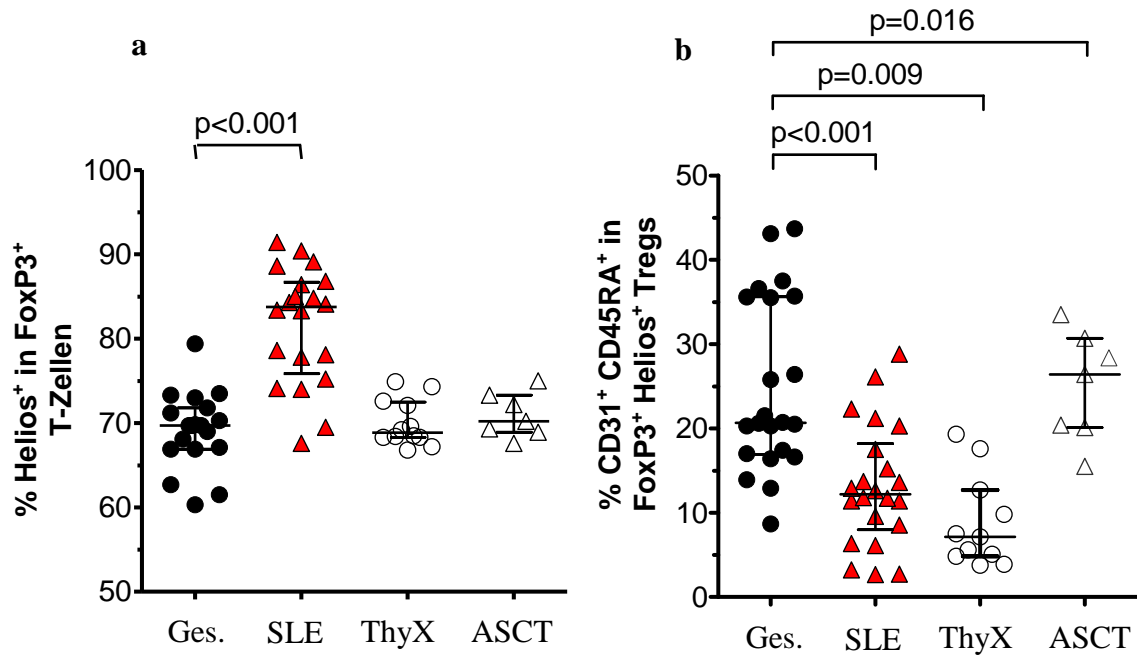 a
p<0.001
% Helios⁺ in FoxP3⁺
T-Zellen
100
90
80
70
60
50
Ges. SLE ThyX ASCT
b
p=0.016
p=0.009
p<0.001
% CD31⁺ CD45RA⁺ in
FoxP3⁺ Helios⁺ Tregs
50
40
30
20
10
0
Ges. SLE ThyX ASCT